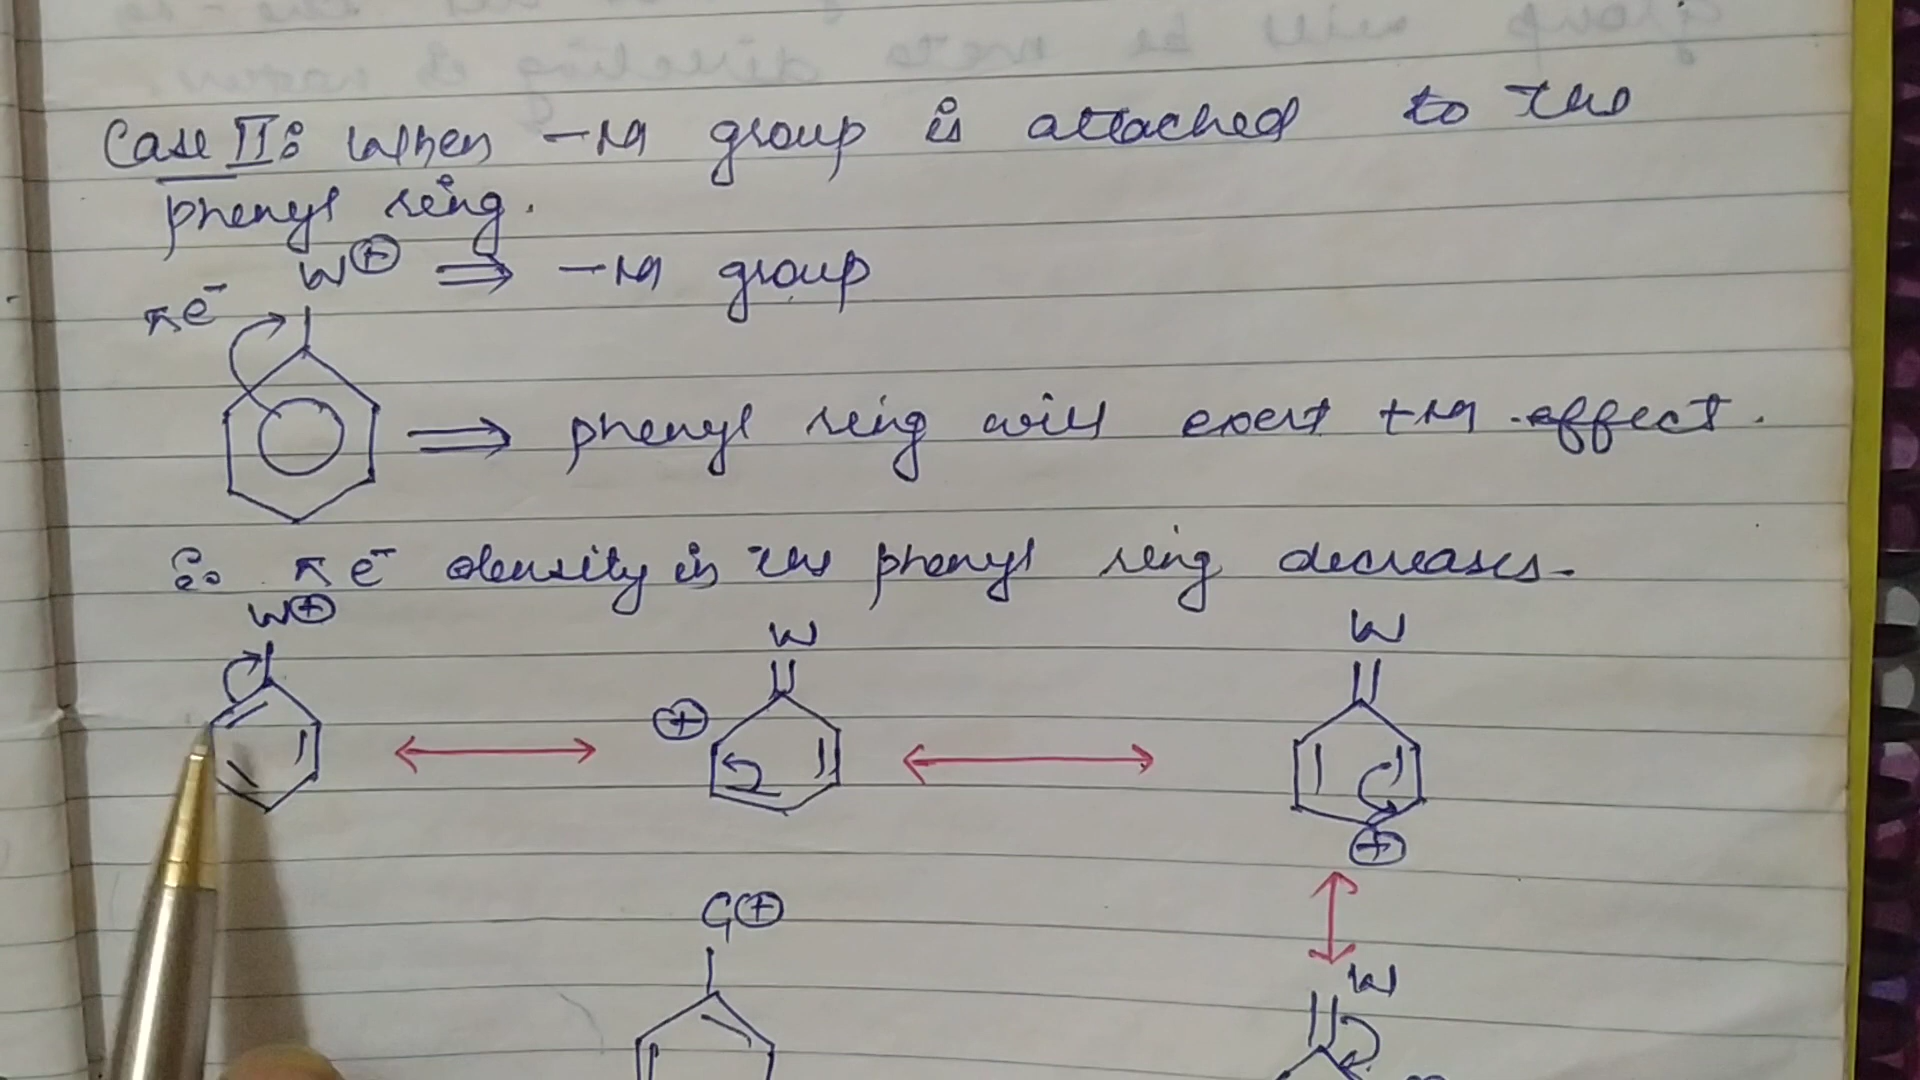 Case II: When -M group is attached to the
phenyl ring.
W⊕ ⇒ -M group
πe⁻
⇒ phenyl ring will exert +M effect.
So π e⁻ density in the phenyl ring decreases.
W⊕ W W
⊕
⊕
G⊕
W